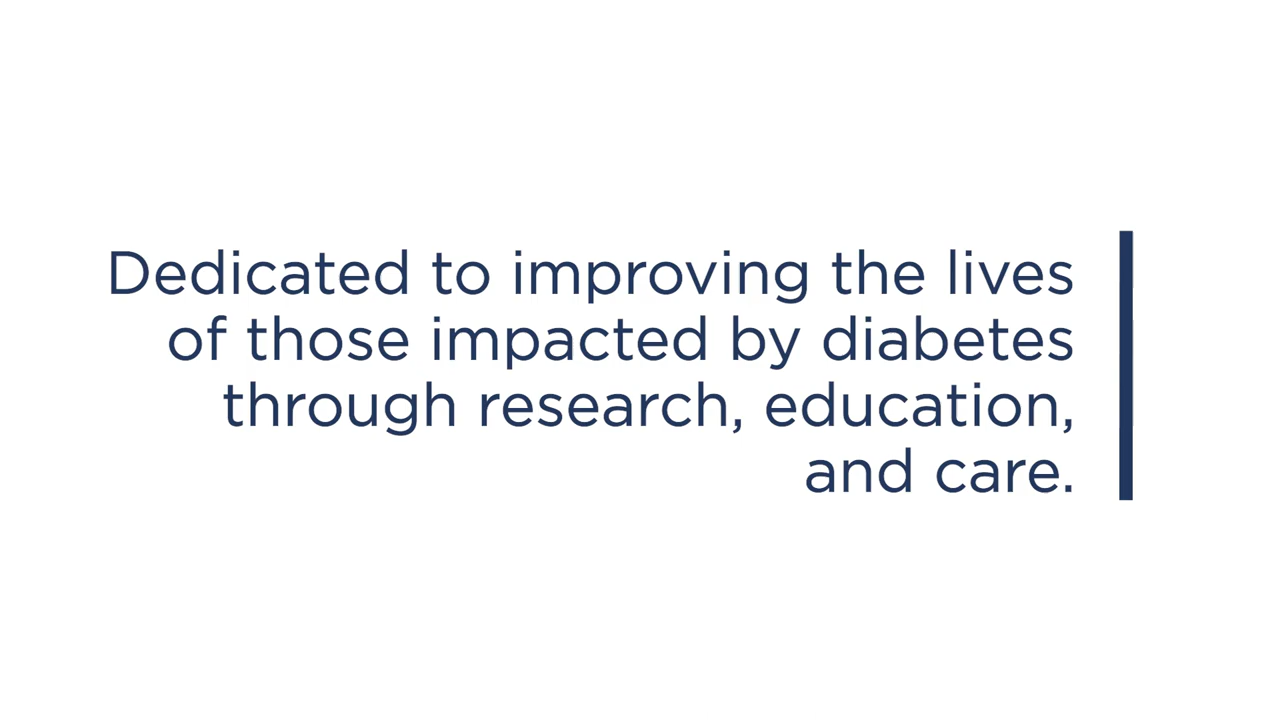 Dedicated to improving the lives
of those impacted by diabetes
through research, education,
and care.